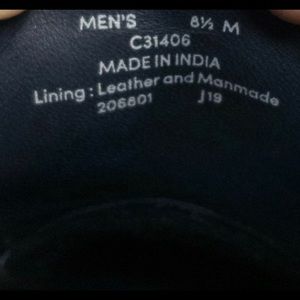 MEN'S 8½ M
C31406
MADE IN INDIA
Lining : Leather and Manmade
206801 J19